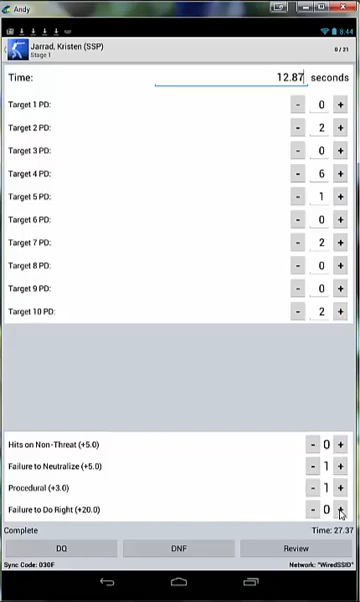 Andy
8:44
Jarrad, Kristen (SSP)
Stage 1
0 / 21
Time: 12.87 seconds
Target 1 PD: - 0 +
Target 2 PD: - 2 +
Target 3 PD: - 0 +
Target 4 PD: - 6 +
Target 5 PD: - 1 +
Target 6 PD: - 0 +
Target 7 PD: - 2 +
Target 8 PD: - 0 +
Target 9 PD: - 0 +
Target 10 PD: - 2 +
Hits on Non-Threat (+5.0) - 0 +
Failure to Neutralize (+5.0) - 1 +
Procedural (+3.0) - 1 +
Failure to Do Right (+20.0) - 0 +
Complete Time: 27.37
DQ DNF Review
Sync Code: 030F Network: "WiredSSID"